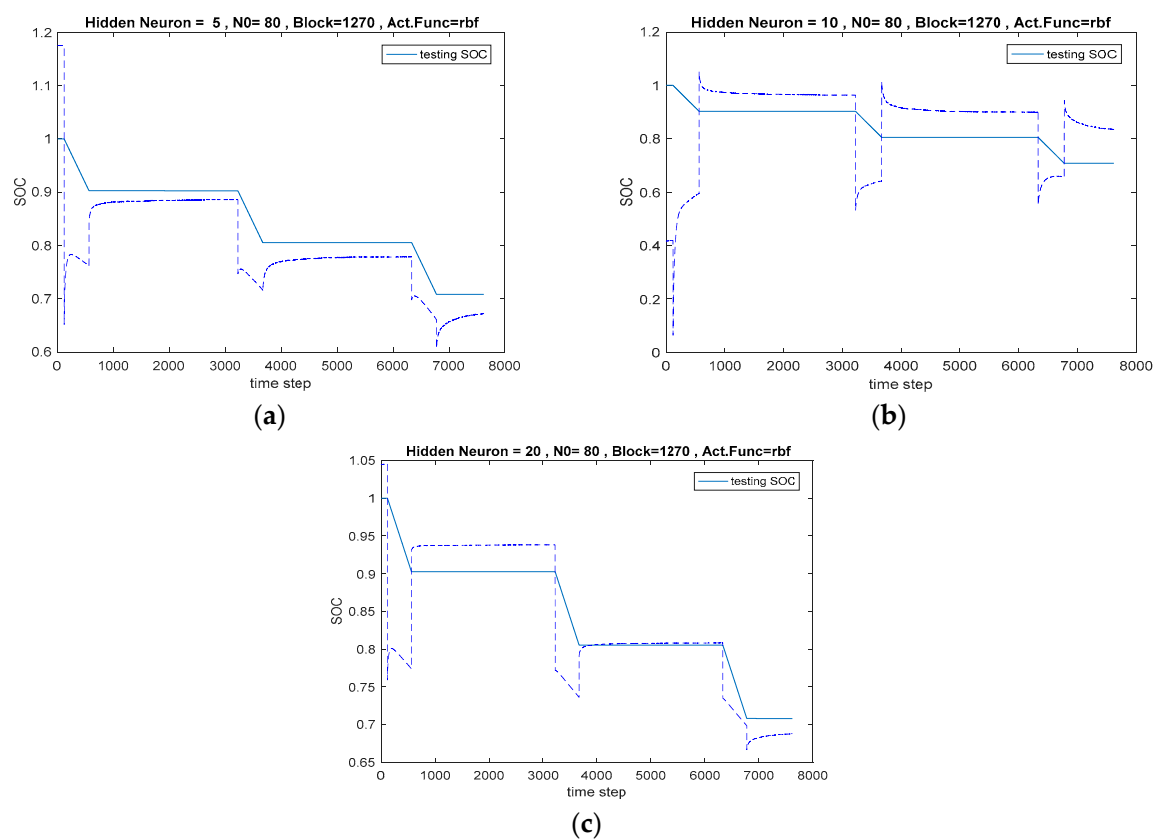 Hidden Neuron = 5 , N0= 80 , Block=1270 , Act.Func=rbf
1.2
1.1
1
0.9
0.8
0.7
0.6
SOC
testing SOC
0 1000 2000 3000 4000 5000 6000 7000 8000
time step
(a)
Hidden Neuron = 10 , N0= 80 , Block=1270 , Act.Func=rbf
1.2
1
0.8
0.6
0.4
0.2
0
SOC
testing SOC
0 1000 2000 3000 4000 5000 6000 7000 8000
time step
(b)
Hidden Neuron = 20 , N0= 80 , Block=1270 , Act.Func=rbf
1.05
1
0.95
0.9
0.85
0.8
0.75
0.7
0.65
SOC
testing SOC
0 1000 2000 3000 4000 5000 6000 7000 8000
time step
(c)